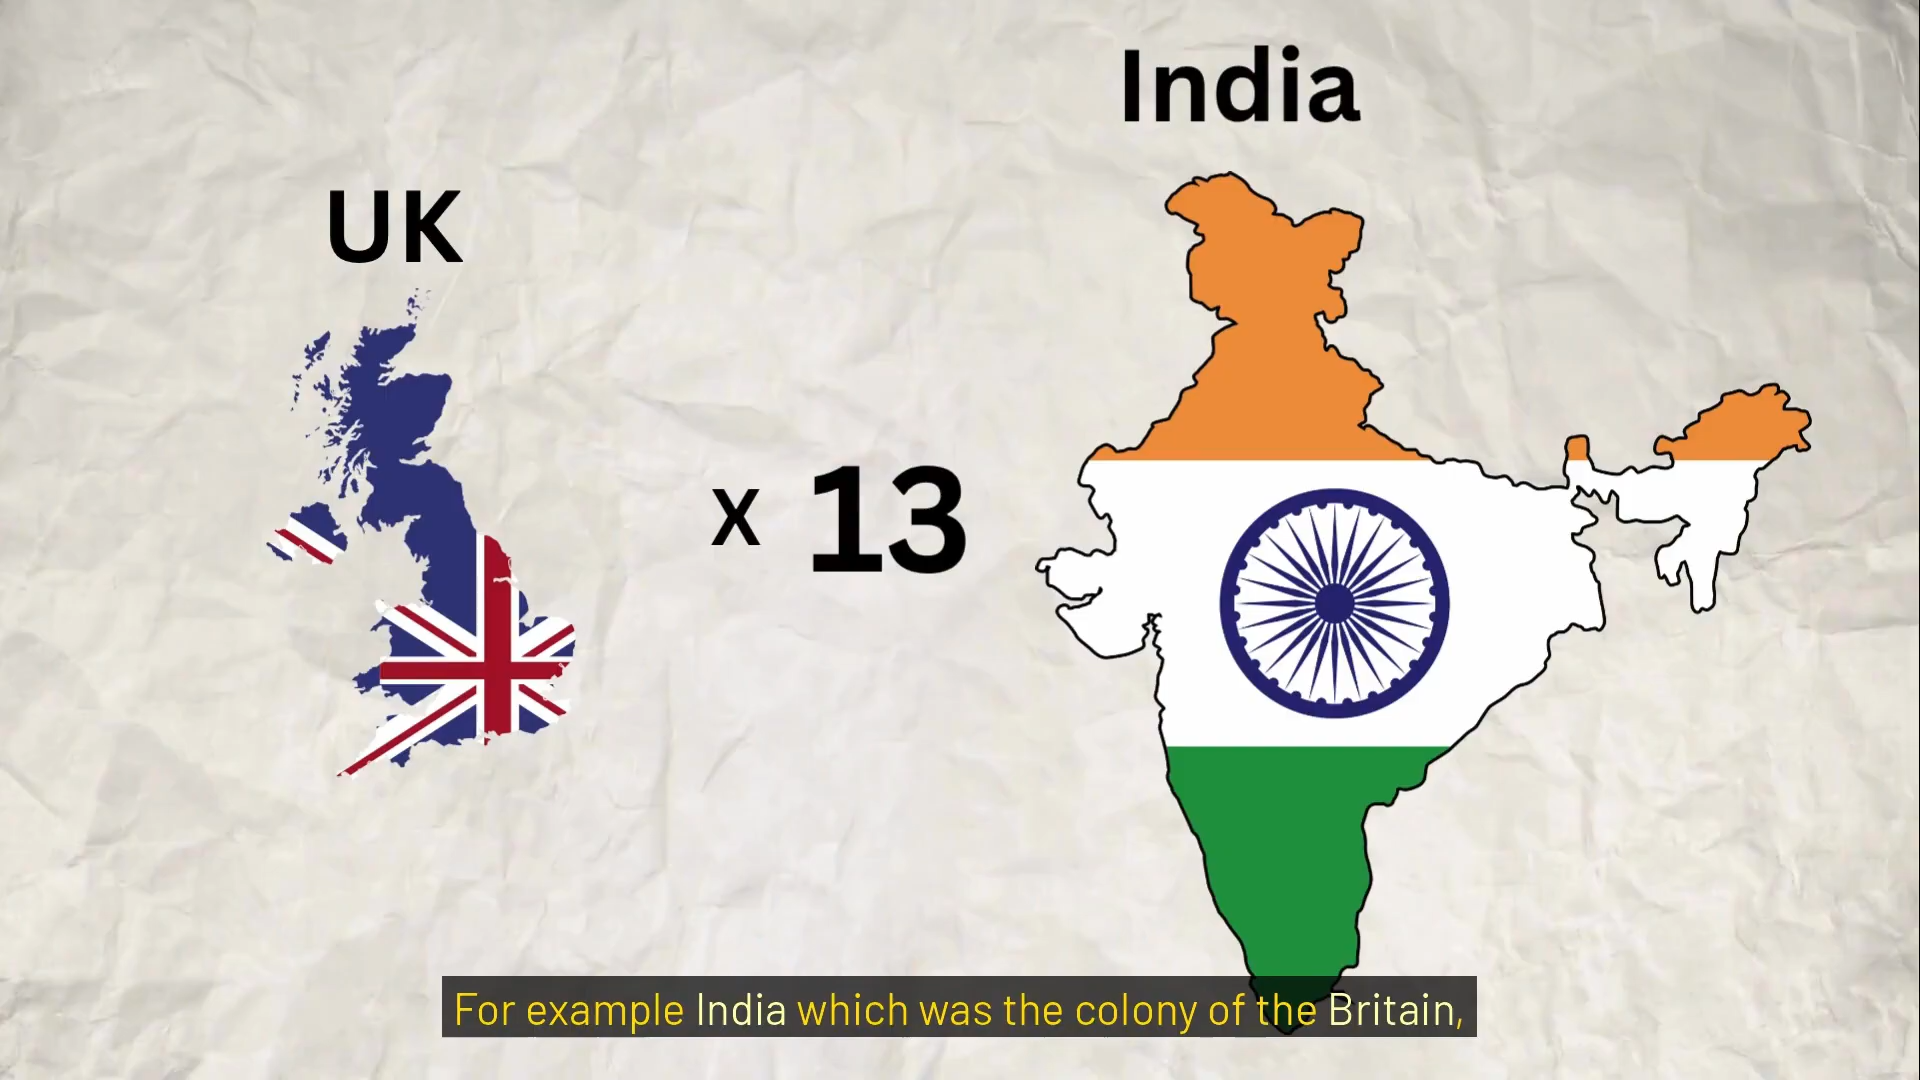 India
UK
x 13
For example India which was the colony of the Britain,